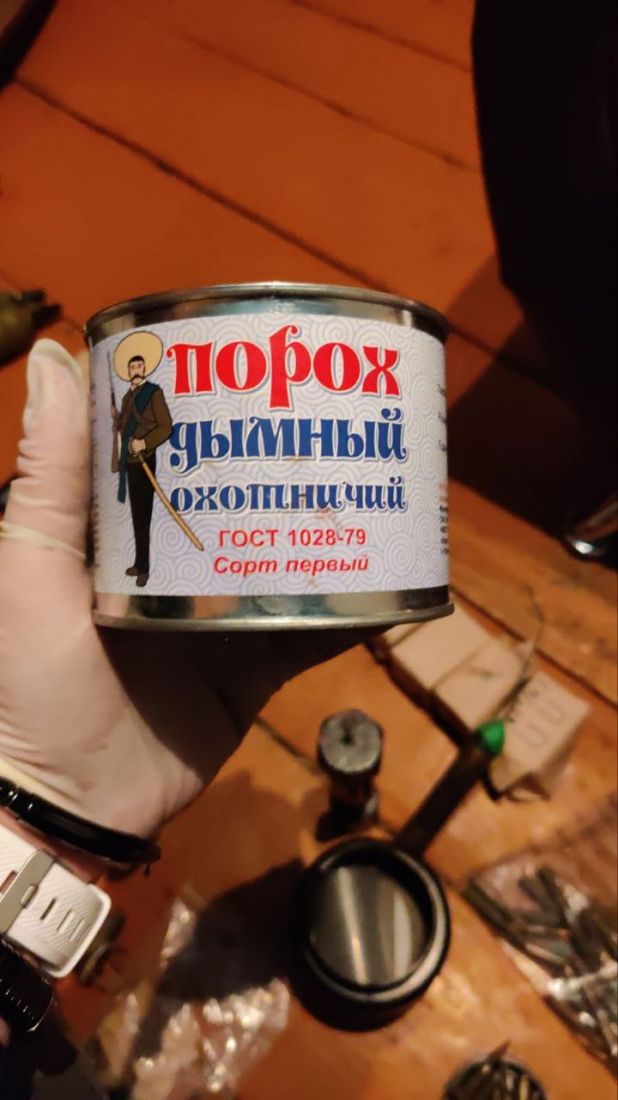 порох
дымный
охотничий
ГОСТ 1028-79
Сорт первый